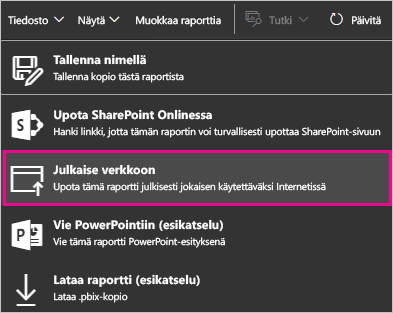 Tiedosto Näytä Muokkaa raporttia Tutki Päivitä
Tallenna nimellä
Tallenna kopio tästä raportista
Upota SharePoint Onlinessa
Hanki linkki, jotta tämän raportin voi turvallisesti upottaa SharePoint-sivuun
Julkaise verkkoon
Upota tämä raportti julkisesti jokaisen käytettäväksi Internetissä
Vie PowerPointiin (esikatselu)
Vie tämä raportti PowerPoint-esityksenä
Lataa raportti (esikatselu)
Lataa .pbix-kopio